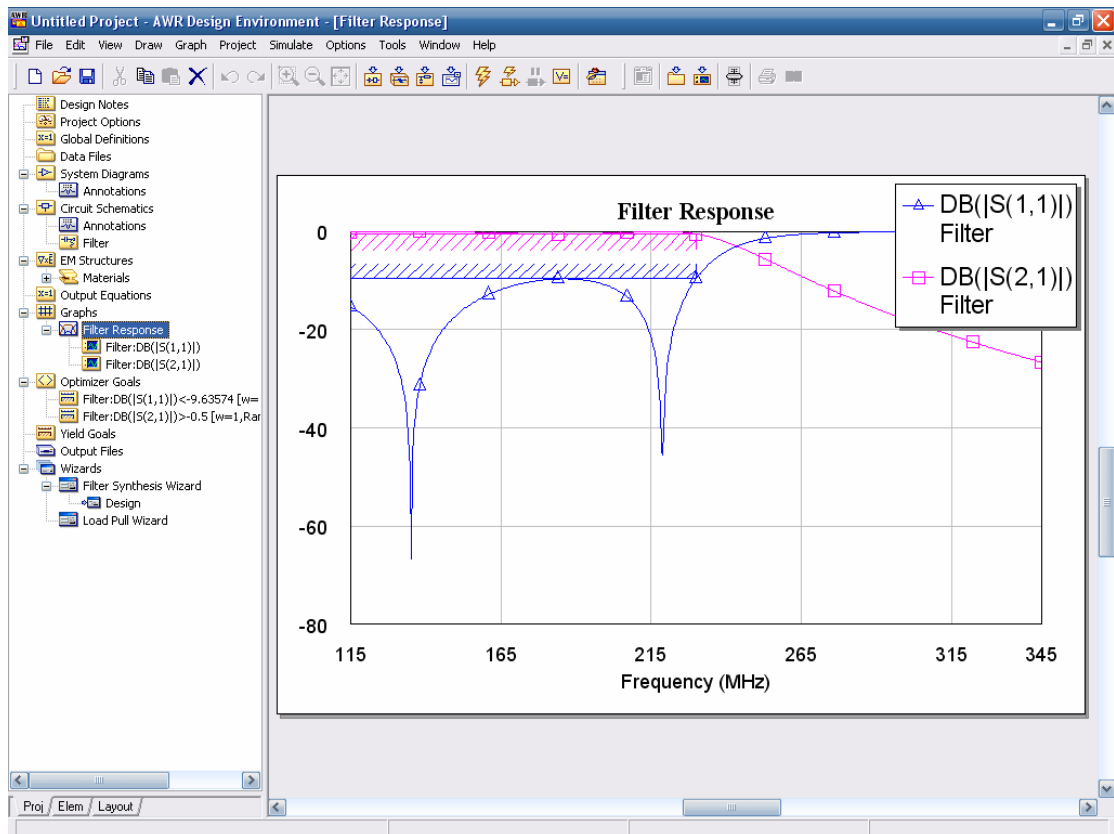 Untitled Project - AWR Design Environment - [Filter Response]
File Edit View Draw Graph Project Simulate Options Tools Window Help
Design Notes
Project Options
Global Definitions
Data Files
System Diagrams
Annotations
Circuit Schematics
Annotations
Filter
EM Structures
Materials
Output Equations
Graphs
Filter Response
Filter:DB(|S(1,1)|)
Filter:DB(|S(2,1)|)
Optimizer Goals
Filter:DB(|S(1,1)|)<-9.63574 [w=
Filter:DB(|S(2,1)|)>-0.5 [w=1,Rar
Yield Goals
Output Files
Wizards
Filter Synthesis Wizard
Design
Load Pull Wizard
Proj Elem Layout
Filter Response
DB(|S(1,1)|)
Filter
DB(|S(2,1)|)
Filter
0
-20
-40
-60
-80
115 165 215 265 315 345
Frequency (MHz)